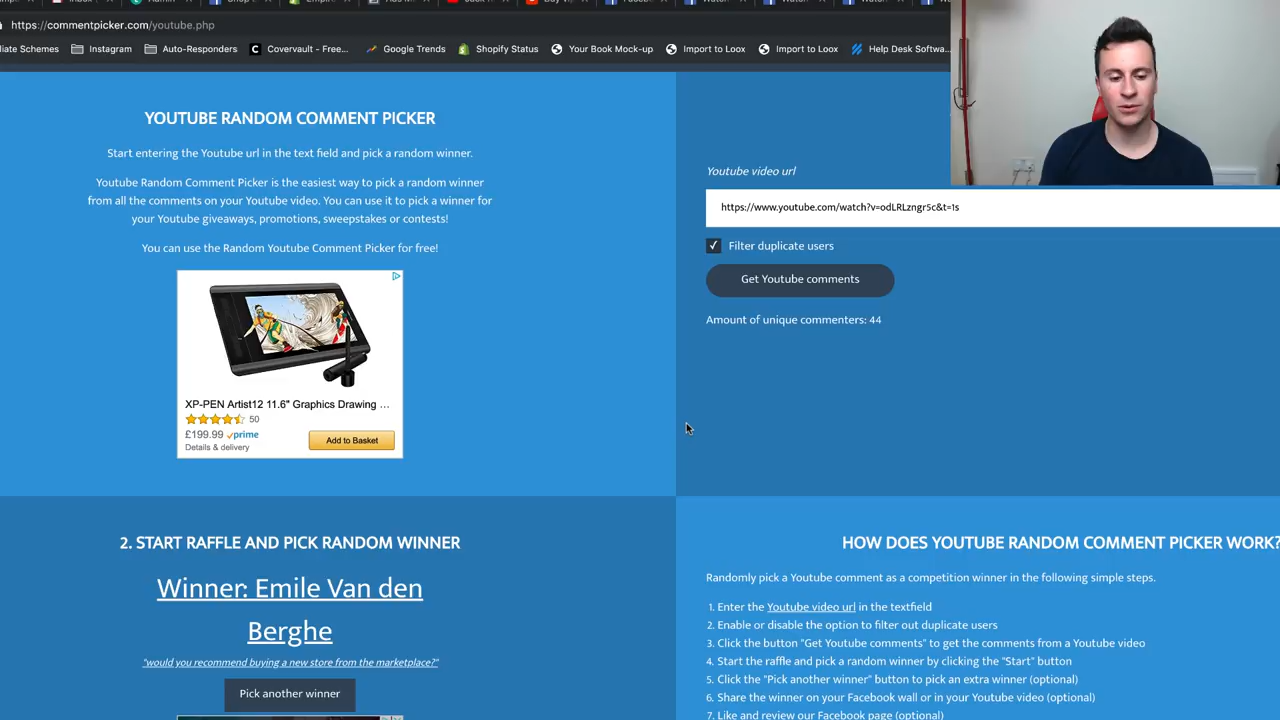 https://commentpicker.com/youtube.php
iate Schemes Instagram Auto-Responders Covervault - Free... Google Trends Shopify Status Your Book Mock-up Import to Loox Import to Loox Help Desk Softwa...
YOUTUBE RANDOM COMMENT PICKER
Start entering the Youtube url in the text field and pick a random winner.
Youtube Random Comment Picker is the easiest way to pick a random winner
from all the comments on your Youtube video. You can use it to pick a winner for
your Youtube giveaways, promotions, sweepstakes or contests!
You can use the Random Youtube Comment Picker for free!
XP-PEN Artist12 11.6" Graphics Drawing ...
50
£199.99 prime
Details & delivery
Add to Basket
Youtube video url
https://www.youtube.com/watch?v=odLRLzngr5c&t=1s
Filter duplicate users
Get Youtube comments
Amount of unique commenters: 44
2. START RAFFLE AND PICK RANDOM WINNER
Winner: Emile Van den
Berghe
"would you recommend buying a new store from the marketplace?"
Pick another winner
HOW DOES YOUTUBE RANDOM COMMENT PICKER WORK?
Randomly pick a Youtube comment as a competition winner in the following simple steps.
1. Enter the Youtube video url in the textfield
2. Enable or disable the option to filter out duplicate users
3. Click the button "Get Youtube comments" to get the comments from a Youtube video
4. Start the raffle and pick a random winner by clicking the "Start" button
5. Click the "Pick another winner" button to pick an extra winner (optional)
6. Share the winner on your Facebook wall or in your Youtube video (optional)
7. Like and review our Facebook page (optional)